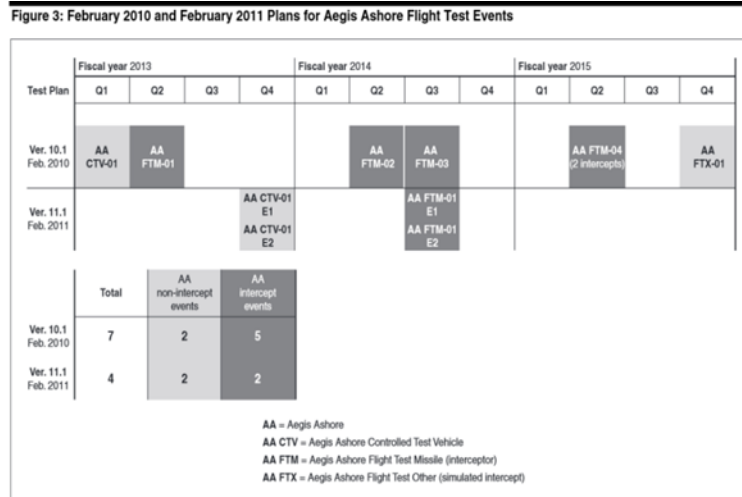 Figure 3: February 2010 and February 2011 Plans for Aegis Ashore Flight Test Events
Fiscal year 2013 Fiscal year 2014 Fiscal year 2015
Test Plan Q1 Q2 Q3 Q4 Q1 Q2 Q3 Q4 Q1 Q2 Q3 Q4
Ver. 10.1 AA AA AA AA AA FTM-04 AA
Feb. 2010 CTV-01 FTM-01 FTM-02 FTM-03 (2 intercepts) FTX-01
Ver. 11.1 AA CTV-01 AA FTM-01
Feb. 2011 E1 E1
AA CTV-01 AA FTM-01
E2 E2
AA AA
Total non-intercept intercept
events events
Ver. 10.1
Feb. 2010 7 2 5
Ver. 11.1
Feb. 2011 4 2 2
AA = Aegis Ashore
AA CTV = Aegis Ashore Controlled Test Vehicle
AA FTM = Aegis Ashore Flight Test Missile (interceptor)
AA FTX = Aegis Ashore Flight Test Other (simulated intercept)